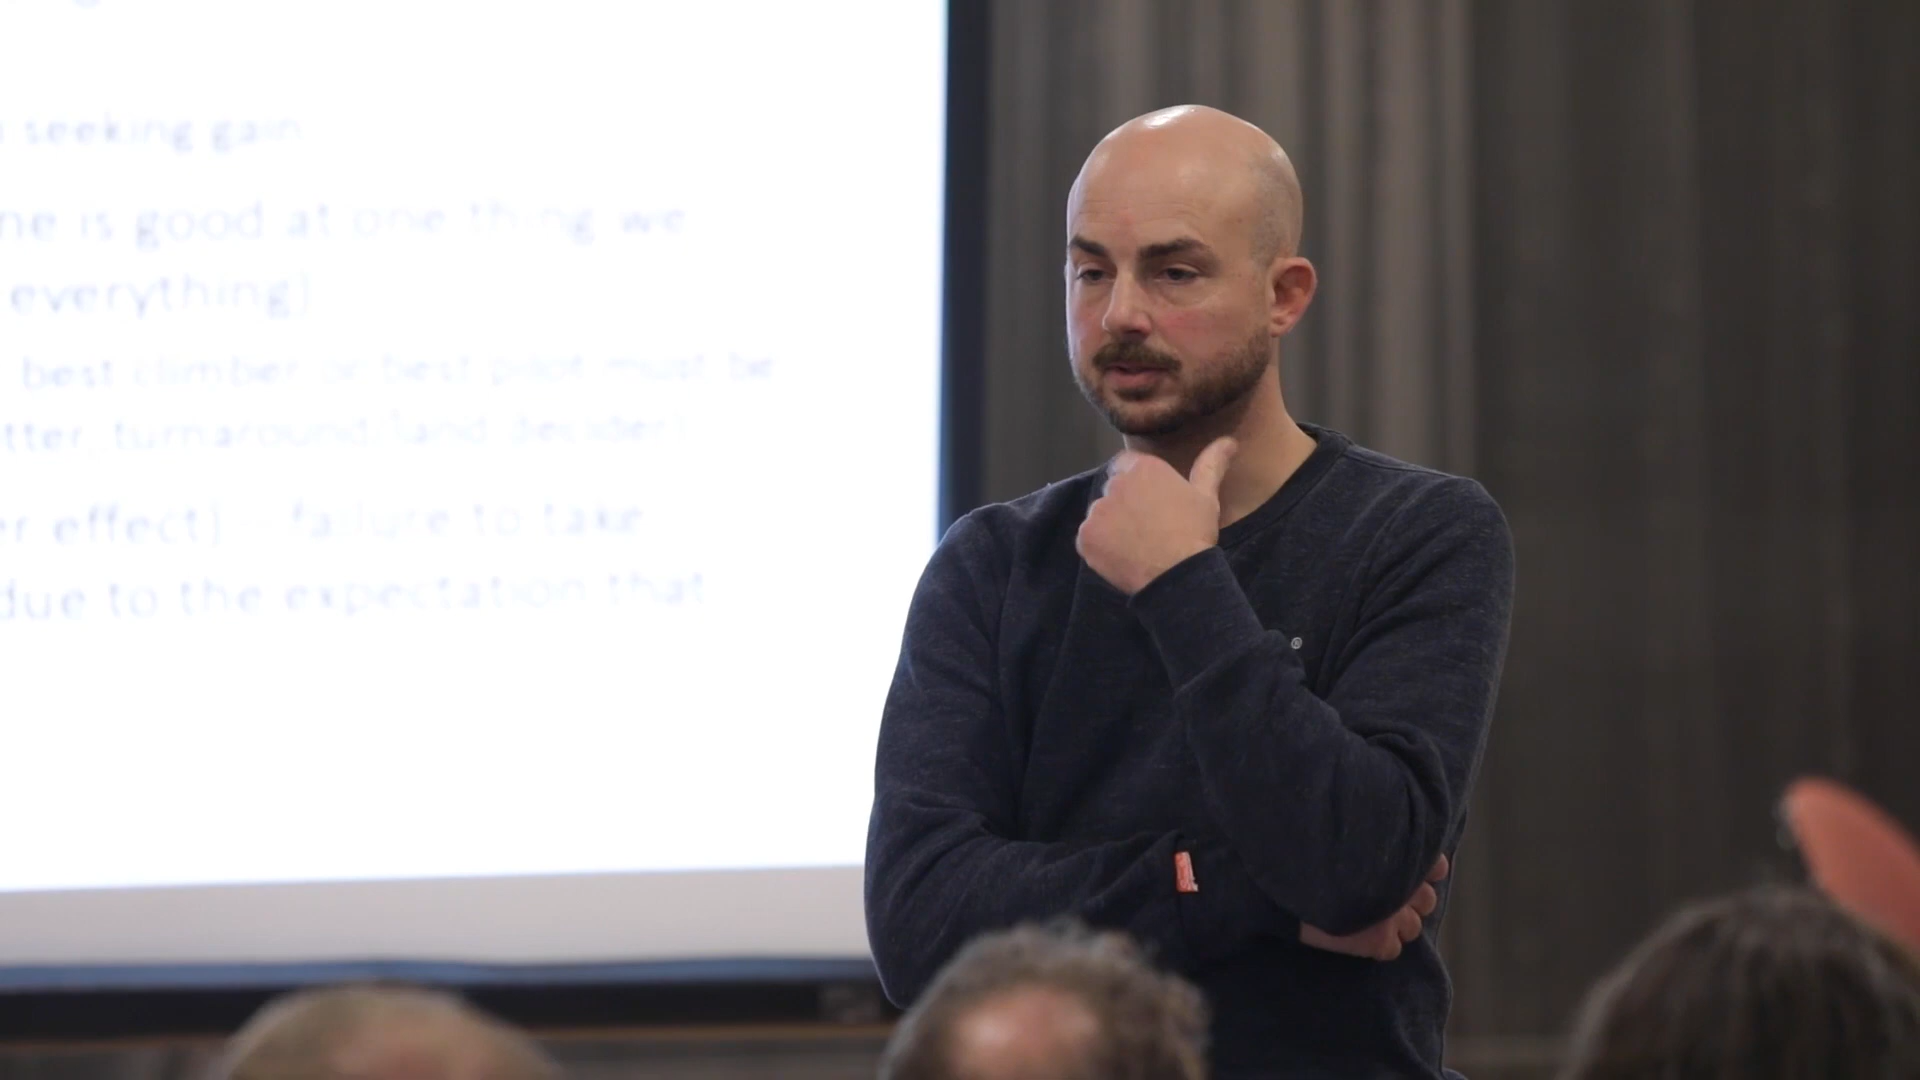 seeking gain
ne is good at one thing we
everything)
best climber or best pilot must be
tter, turnaround/land decider)
er effect) – failure to take
due to the expectation that
®